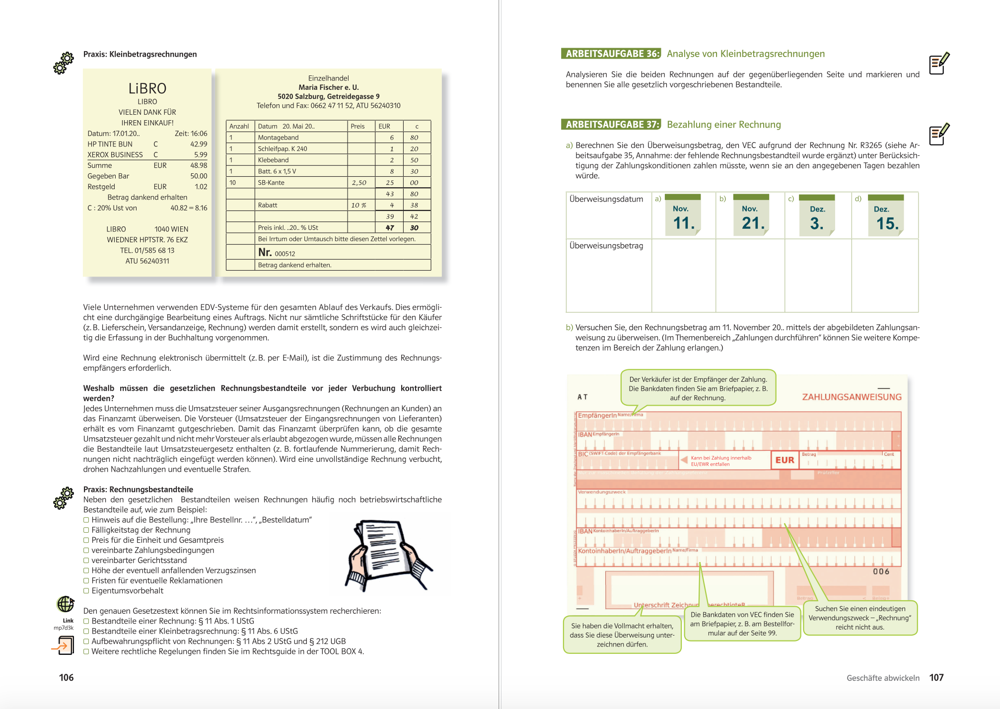 Praxis: Kleinbetragsrechnungen
LiBRO
LIBRO
VIELEN DANK FÜR
IHREN EINKAUF!
Datum: 17.01.20.. Zeit: 16:06
HP TINTE BUN C 42.99
XEROX BUSINESS C 5.99
Summe EUR 48.98
Gegeben Bar 50.00
Restgeld EUR 1.02
Betrag dankend erhalten
C : 20% Ust von 40.82 = 8.16
LIBRO 1040 WIEN
WIEDNER HPTSTR. 76 EKZ
TEL. 01/585 68 13
ATU 56240311
Einzelhandel
Maria Fischer e. U.
5020 Salzburg, Getreidegasse 9
Telefon und Fax: 0662 47 11 52, ATU 56240310
Anzahl Datum 20. Mai 20.. Preis EUR c
1 Montageband 6 80
1 Schleifpap. K 240 1 20
1 Klebeband 2 50
1 Batt. 6 x 1,5 V 8 30
10 SB-Kante 2,50 25 00
43 80
Rabatt 10 % 4 38
39 42
Preis inkl. ..20.. % USt 47 30
Bei Irrtum oder Umtausch bitte diesen Zettel vorlegen.
Nr. 000512
Betrag dankend erhalten.
Viele Unternehmen verwenden EDV-Systeme für den gesamten Ablauf des Verkaufs. Dies ermögli-
cht eine durchgängige Bearbeitung eines Auftrags. Nicht nur sämtliche Schriftstücke für den Käufer
(z. B. Lieferschein, Versandanzeige, Rechnung) werden damit erstellt, sondern es wird auch gleichzei-
tig die Erfassung in der Buchhaltung vorgenommen.
Wird eine Rechnung elektronisch übermittelt (z. B. per E-Mail), ist die Zustimmung des Rechnungs-
empfängers erforderlich.
Weshalb müssen die gesetzlichen Rechnungsbestandteile vor jeder Verbuchung kontrolliert
werden?
Jedes Unternehmen muss die Umsatzsteuer seiner Ausgangsrechnungen (Rechnungen an Kunden) an
das Finanzamt überweisen. Die Vorsteuer (Umsatzsteuer der Eingangsrechnungen von Lieferanten)
erhält es vom Finanzamt gutgeschrieben. Damit das Finanzamt überprüfen kann, ob die gesamte
Umsatzsteuer gezahlt und nicht mehr Vorsteuer als erlaubt abgezogen wurde, müssen alle Rechnungen
die Bestandteile laut Umsatzsteuergesetz enthalten (z. B. fortlaufende Nummerierung, damit Rech-
nungen nicht nachträglich eingefügt werden können). Wird eine unvollständige Rechnung verbucht,
drohen Nachzahlungen und eventuelle Strafen.
Praxis: Rechnungsbestandteile
Neben den gesetzlichen Bestandteilen weisen Rechnungen häufig noch betriebswirtschaftliche
Bestandteile auf, wie zum Beispiel:
Hinweis auf die Bestellung: „Ihre Bestellnr. …“, „Bestelldatum“
Fälligkeitstag der Rechnung
Preis für die Einheit und Gesamtpreis
vereinbarte Zahlungsbedingungen
vereinbarter Gerichtsstand
Höhe der eventuell anfallenden Verzugszinsen
Fristen für eventuelle Reklamationen
Eigentumsvorbehalt
Den genauen Gesetzestext können Sie im Rechtsinformationssystem recherchieren:
Link
mp7d3k
Bestandteile einer Rechnung: § 11 Abs. 1 UStG
Bestandteile einer Kleinbetragsrechnung: § 11 Abs. 6 UStG
Aufbewahrungspflicht von Rechnungen: § 11 Abs 2 UStG und § 212 UGB
Weitere rechtliche Regelungen finden Sie im Rechtsguide in der TOOL BOX 4.
106
ARBEITSAUFGABE 36: Analyse von Kleinbetragsrechnungen
Analysieren Sie die beiden Rechnungen auf der gegenüberliegenden Seite und markieren und
benennen Sie alle gesetzlich vorgeschriebenen Bestandteile.
ARBEITSAUFGABE 37: Bezahlung einer Rechnung
a) Berechnen Sie den Überweisungsbetrag, den VEC aufgrund der Rechnung Nr. R3265 (siehe Ar-
beitsaufgabe 35, Annahme: der fehlende Rechnungsbestandteil wurde ergänzt) unter Berücksich-
tigung der Zahlungskonditionen zahlen müsste, wenn sie an den angegebenen Tagen bezahlen
würde.
Überweisungsdatum a) Nov. 11. b) Nov. 21. c) Dez. 3. d) Dez. 15.
Überweisungsbetrag
b) Versuchen Sie, den Rechnungsbetrag am 11. November 20.. mittels der abgebildeten Zahlungsan-
weisung zu überweisen. (Im Themenbereich „Zahlungen durchführen“ können Sie weitere Kompe-
tenzen im Bereich der Zahlung erlangen.)
Der Verkäufer ist der Empfänger der Zahlung.
Die Bankdaten finden Sie am Briefpapier, z. B.
auf der Rechnung.
AT ZAHLUNGSANWEISUNG
EmpfängerIn Name/Firma
IBAN EmpfängerIn
BIC (SWIFT-Code) der Empfängerbank
Kann bei Zahlung innerhalb
EU/EWR entfallen
EUR Betrag Cent
Prüfziffer
Verwendungszweck
IBAN KontoinhaberIn/AuftraggeberIn
KontoinhaberIn/AuftraggeberIn Name/Firma
006
Betrag < Beleg+
Unterschrift ZeichnungsberechtigteR
Sie haben die Vollmacht erhalten,
dass Sie diese Überweisung unter-
zeichnen dürfen.
Die Bankdaten von VEC finden Sie
am Briefpapier, z. B. am Bestellfor-
mular auf der Seite 99.
Suchen Sie einen eindeutigen
Verwendungszweck – „Rechnung“
reicht nicht aus.
Geschäfte abwickeln 107